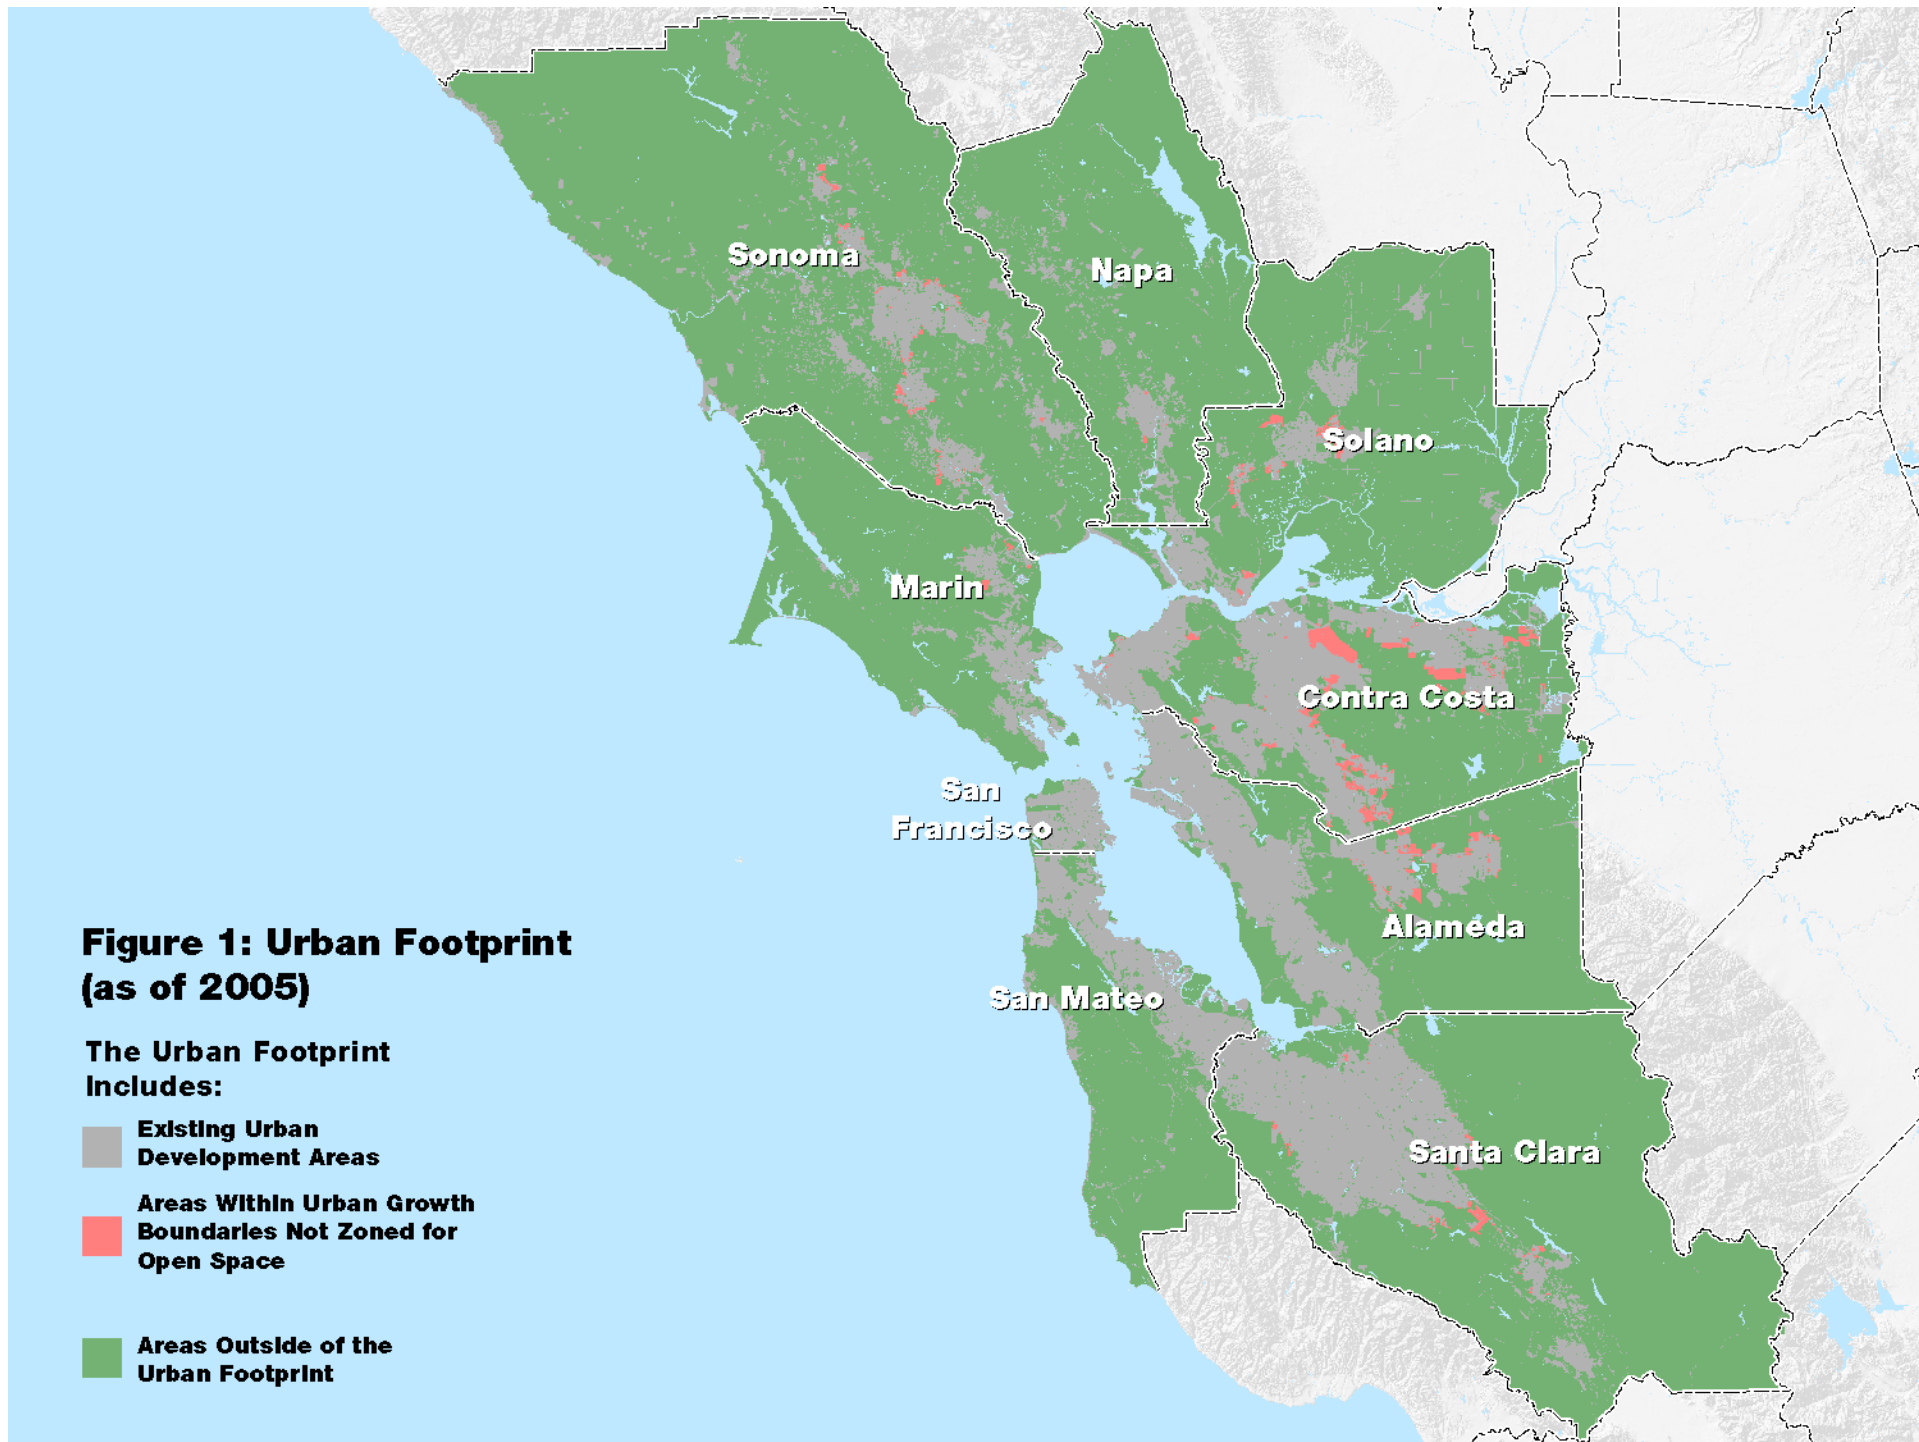 Sonoma
Napa
Solano
Marin
Contra Costa
San
Francisco
Alameda
San Mateo
Santa Clara
Figure 1: Urban Footprint
(as of 2005)
The Urban Footprint
Includes:
Existing Urban
Development Areas
Areas Within Urban Growth
Boundaries Not Zoned for
Open Space
Areas Outside of the
Urban Footprint